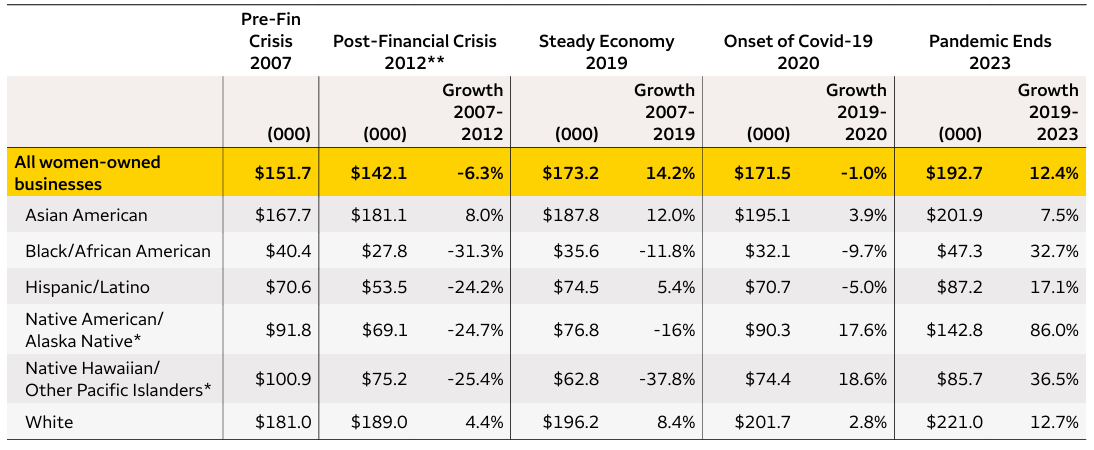 Pre-Fin
Crisis
2007
Post-Financial Crisis
2012**
Steady Economy
2019
Onset of Covid-19
2020
Pandemic Ends
2023
(000) (000) Growth 2007-2012 (000) Growth 2007-2019 (000) Growth 2019-2020 (000) Growth 2019-2023
All women-owned
businesses $151.7 $142.1 -6.3% $173.2 14.2% $171.5 -1.0% $192.7 12.4%
Asian American $167.7 $181.1 8.0% $187.8 12.0% $195.1 3.9% $201.9 7.5%
Black/African American $40.4 $27.8 -31.3% $35.6 -11.8% $32.1 -9.7% $47.3 32.7%
Hispanic/Latino $70.6 $53.5 -24.2% $74.5 5.4% $70.7 -5.0% $87.2 17.1%
Native American/
Alaska Native* $91.8 $69.1 -24.7% $76.8 -16% $90.3 17.6% $142.8 86.0%
Native Hawaiian/
Other Pacific Islanders* $100.9 $75.2 -25.4% $62.8 -37.8% $74.4 18.6% $85.7 36.5%
White $181.0 $189.0 4.4% $196.2 8.4% $201.7 2.8% $221.0 12.7%